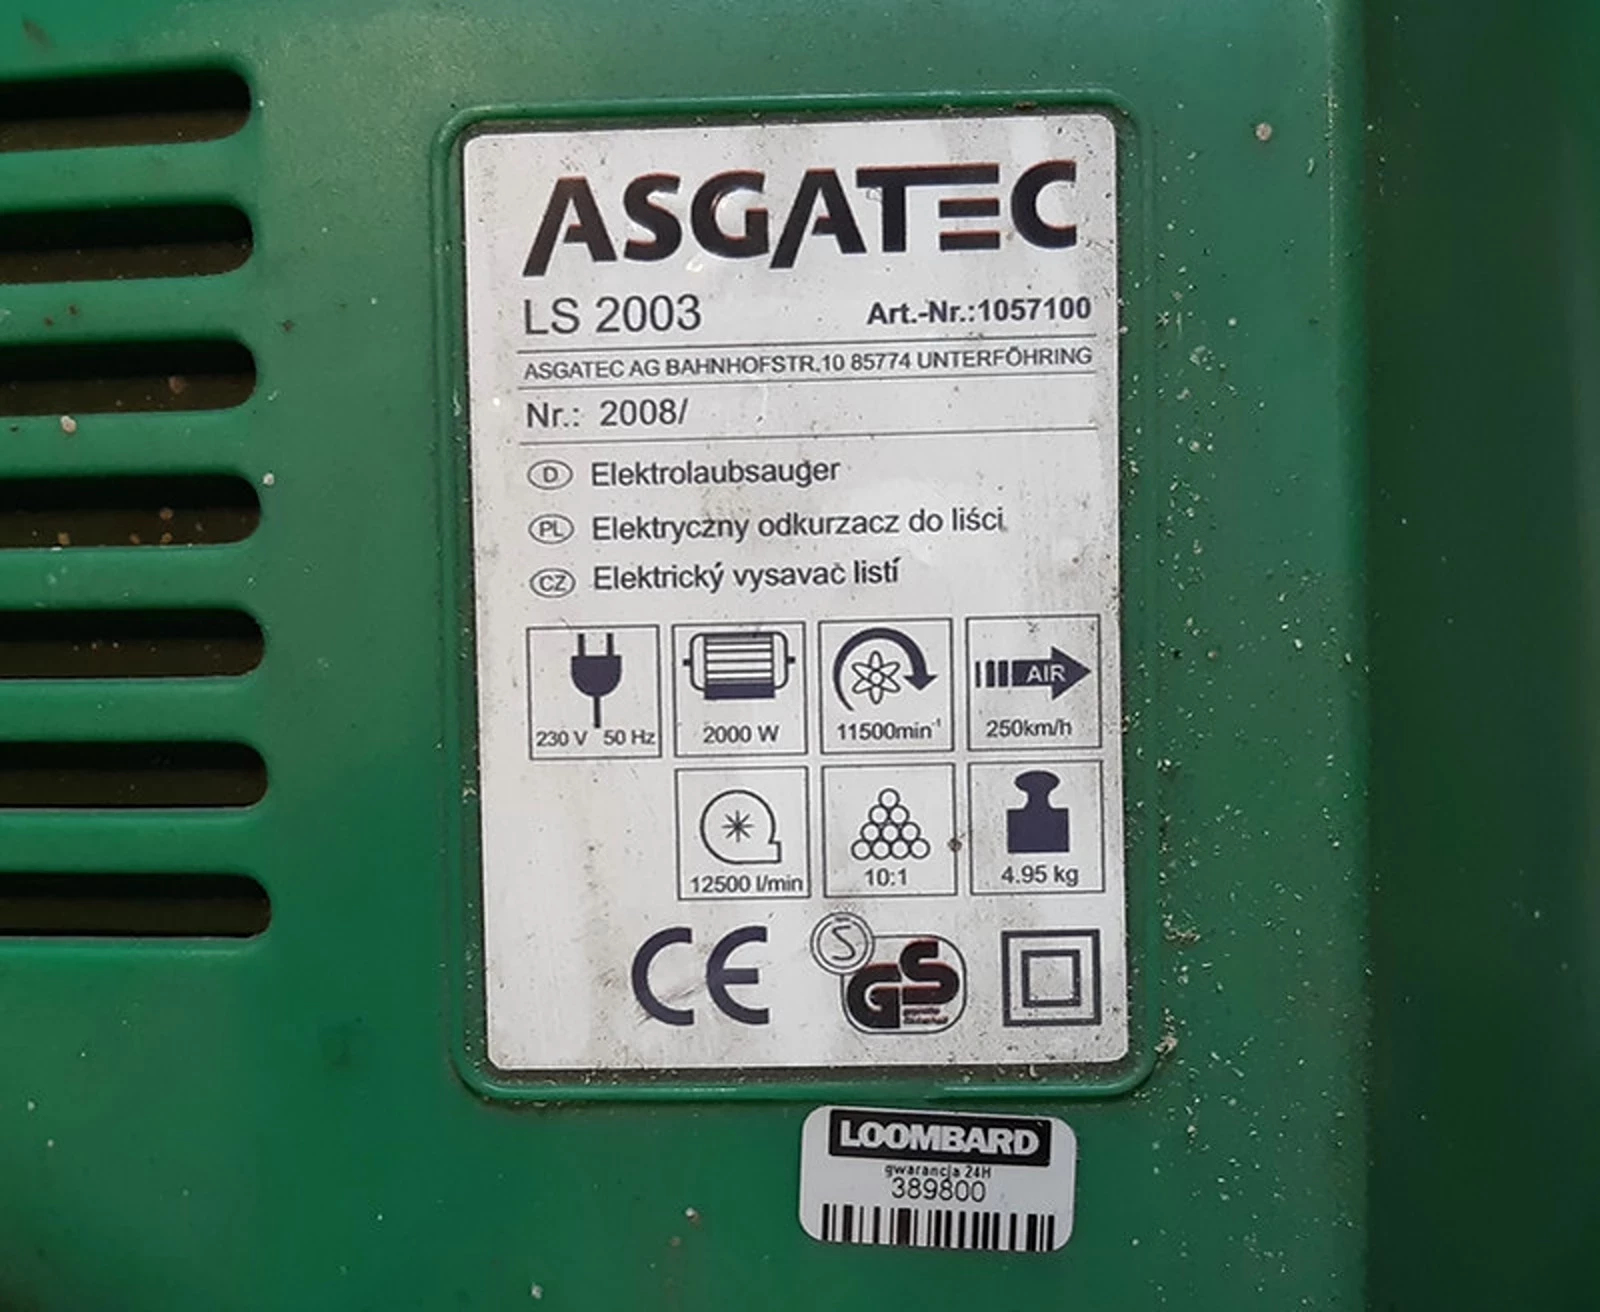 ASGATEC
LS 2003 Art.-Nr.:1057100
ASGATEC AG BAHNHOFSTR.10 85774 UNTERFÖHRING
Nr.: 2008/
D Elektrolaubsauger
PL Elektryczny odkurzacz do liści
CZ Elektrický vysavač listí
AIR
230 V 50 Hz 2000 W 11500min⁻¹ 250km/h
12500 l/min 10:1 4.95 kg
CE S GS
LOOMBARD
gwarancja 24H
389800